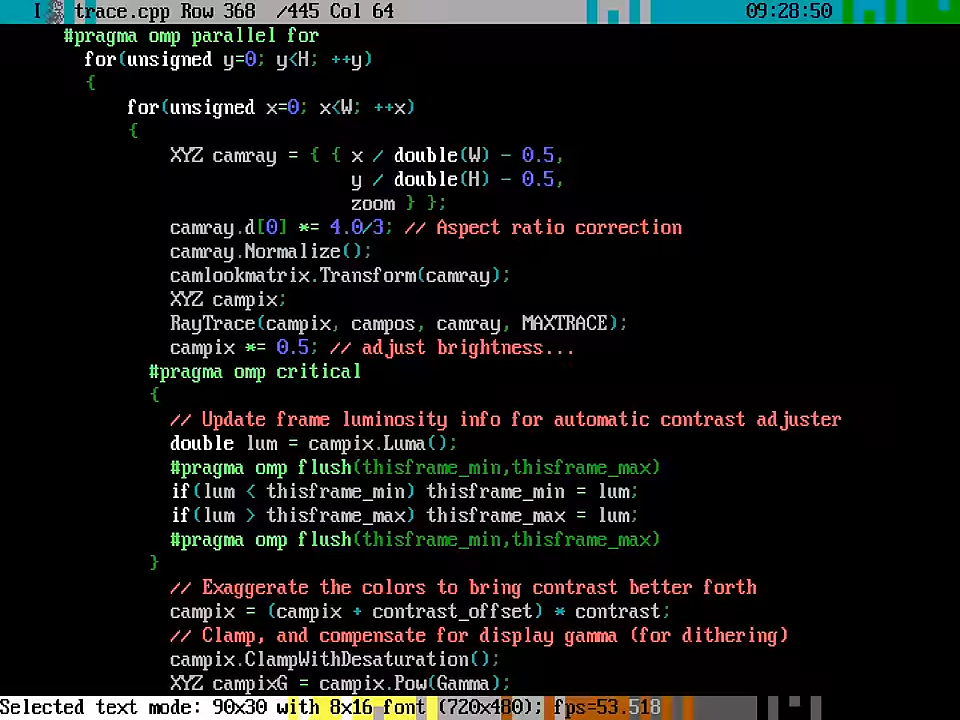 I trace.cpp Row 368 /445 Col 64 09:28:50
#pragma omp parallel for
for(unsigned y=0; y<H; ++y)
{
for(unsigned x=0; x<W; ++x)
{
XYZ camray = { { x / double(W) - 0.5,
y / double(H) - 0.5,
zoom } };
camray.d[0] *= 4.0/3; // Aspect ratio correction
camray.Normalize();
camlookmatrix.Transform(camray);
XYZ campix;
RayTrace(campix, campos, camray, MAXTRACE);
campix *= 0.5; // adjust brightness...
#pragma omp critical
{
// Update frame luminosity info for automatic contrast adjuster
double lum = campix.Luma();
#pragma omp flush(thisframe_min,thisframe_max)
if(lum < thisframe_min) thisframe_min = lum;
if(lum > thisframe_max) thisframe_max = lum;
#pragma omp flush(thisframe_min,thisframe_max)
}
// Exaggerate the colors to bring contrast better forth
campix = (campix + contrast_offset) * contrast;
// Clamp, and compensate for display gamma (for dithering)
campix.ClampWithDesaturation();
XYZ campixG = campix.Pow(Gamma);
Selected text mode: 90x30 with 8x16 font (720x480); fps=53.518